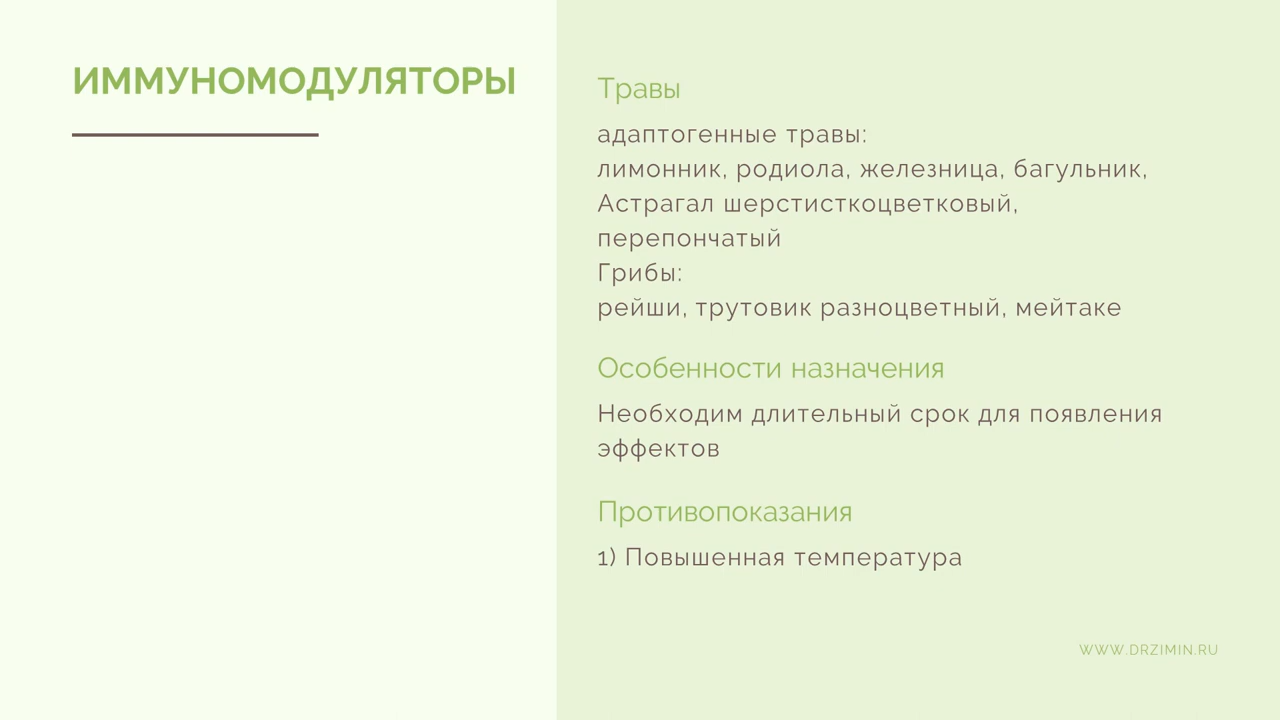 ИММУНОМОДУЛЯТОРЫ
Травы
адаптогенные травы:
лимонник, родиола, железница, багульник,
Астрагал шерстисткоцветковый,
перепончатый
Грибы:
рейши, трутовик разноцветный, мейтаке
Особенности назначения
Необходим длительный срок для появления
эффектов
Противопоказания
1) Повышенная температура
WWW.DRZIMIN.RU